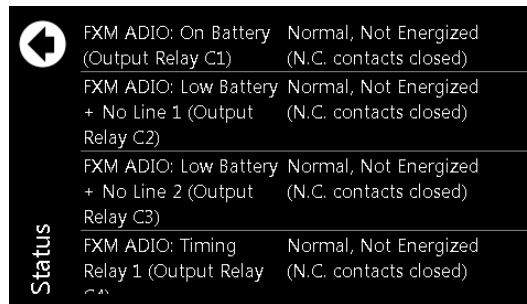 FXM ADIO: On Battery Normal, Not Energized
(Output Relay C1) (N.C. contacts closed)
FXM ADIO: Low Battery Normal, Not Energized
+ No Line 1 (Output (N.C. contacts closed)
Relay C2)
FXM ADIO: Low Battery Normal, Not Energized
+ No Line 2 (Output (N.C. contacts closed)
Relay C3)
FXM ADIO: Timing Normal, Not Energized
Relay 1 (Output Relay (N.C. contacts closed)
Status